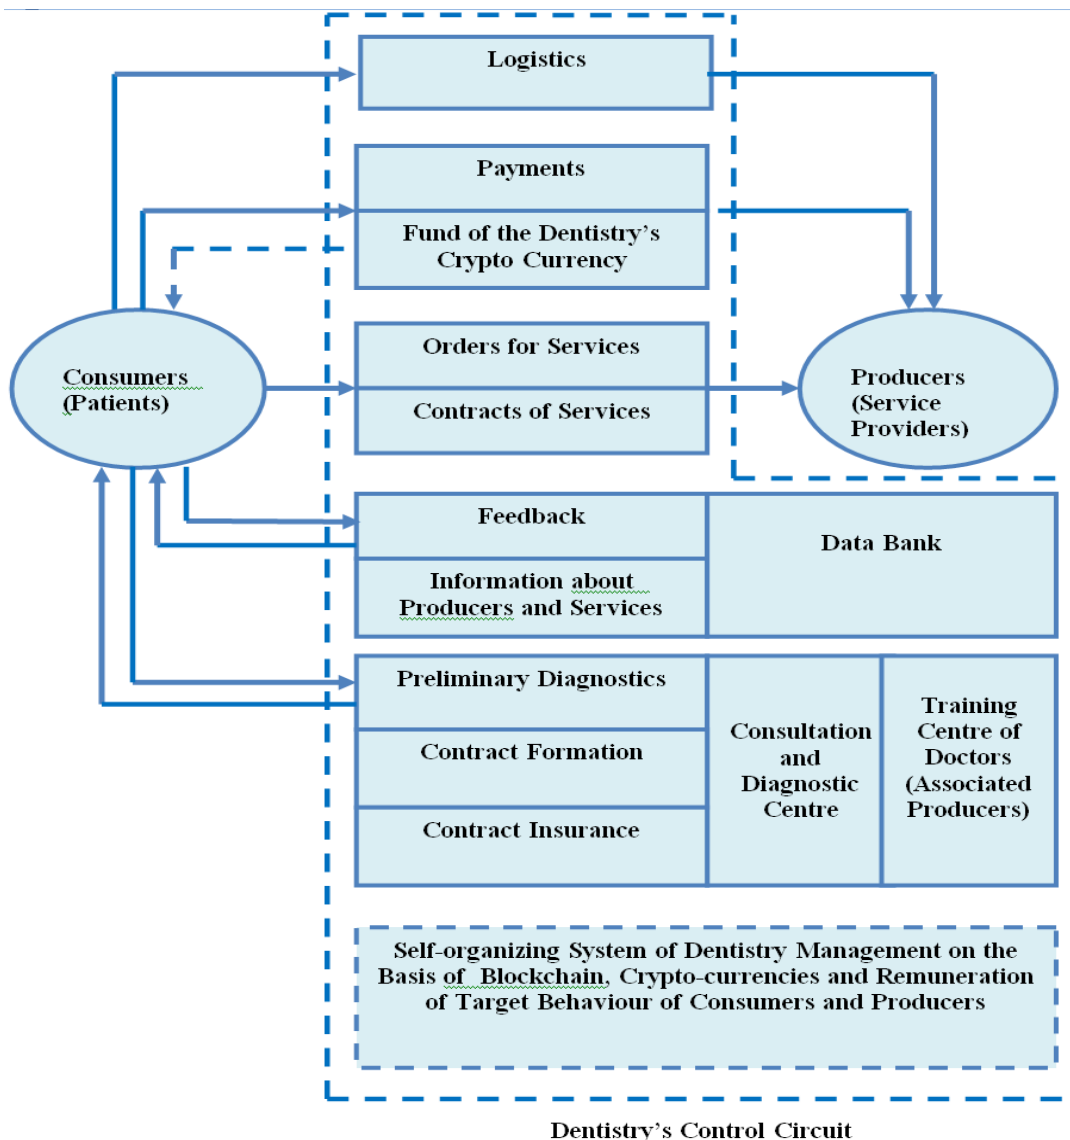 Logistics
Payments
Fund of the Dentistry’s
Crypto Currency
Orders for Services
Contracts of Services
Consumers
(Patients)
Producers
(Service
Providers)
Feedback
Information about
Producers and Services
Data Bank
Preliminary Diagnostics
Contract Formation
Contract Insurance
Consultation
and
Diagnostic
Centre
Training
Centre of
Doctors
(Associated
Producers)
Self-organizing System of Dentistry Management on the
Basis of Blockchain, Crypto-currencies and Remuneration
of Target Behaviour of Consumers and Producers
Dentistry’s Control Circuit